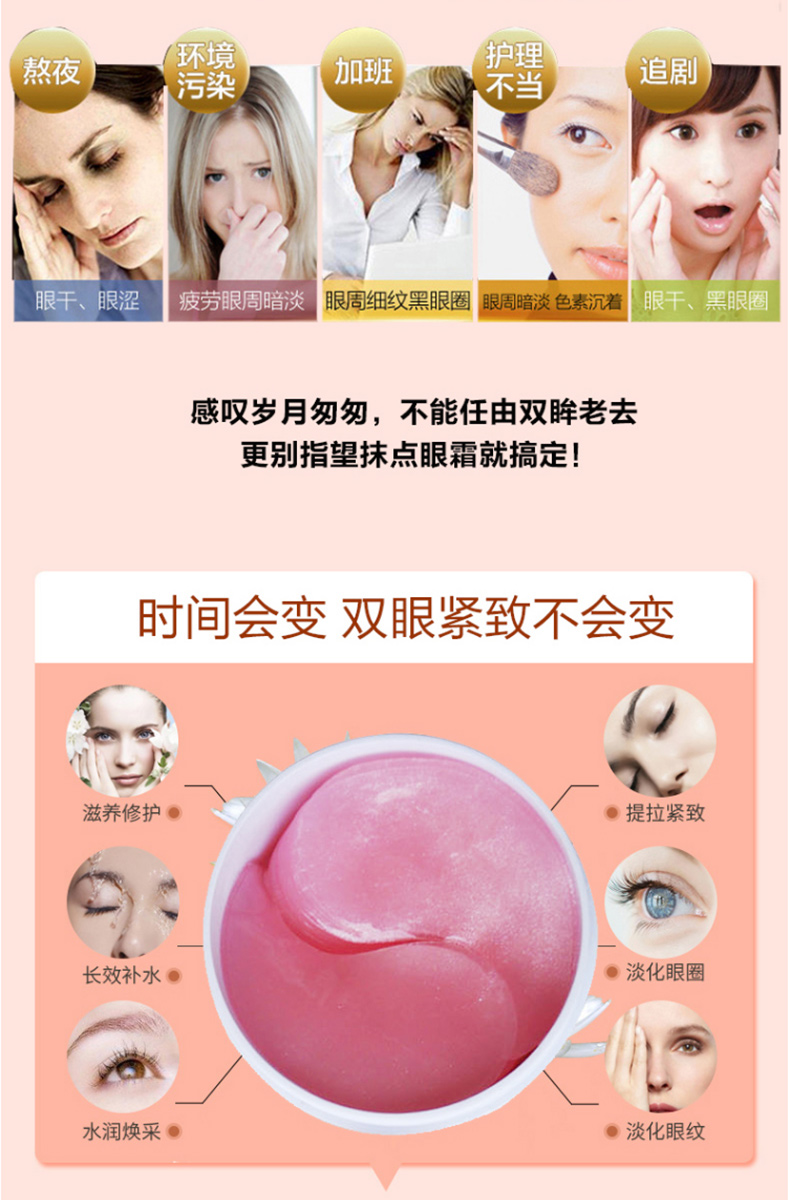 熬夜
环境
污染
加班
护理
不当
追剧
眼干、眼涩
疲劳眼周暗淡
眼周细纹黑眼圈
眼周暗淡 色素沉着
眼干、黑眼圈
感叹岁月匆匆，不能任由双眸老去
更别指望抹点眼霜就搞定！
时间会变 双眼紧致不会变
滋养修护
提拉紧致
长效补水
淡化眼圈
水润焕采
淡化眼纹